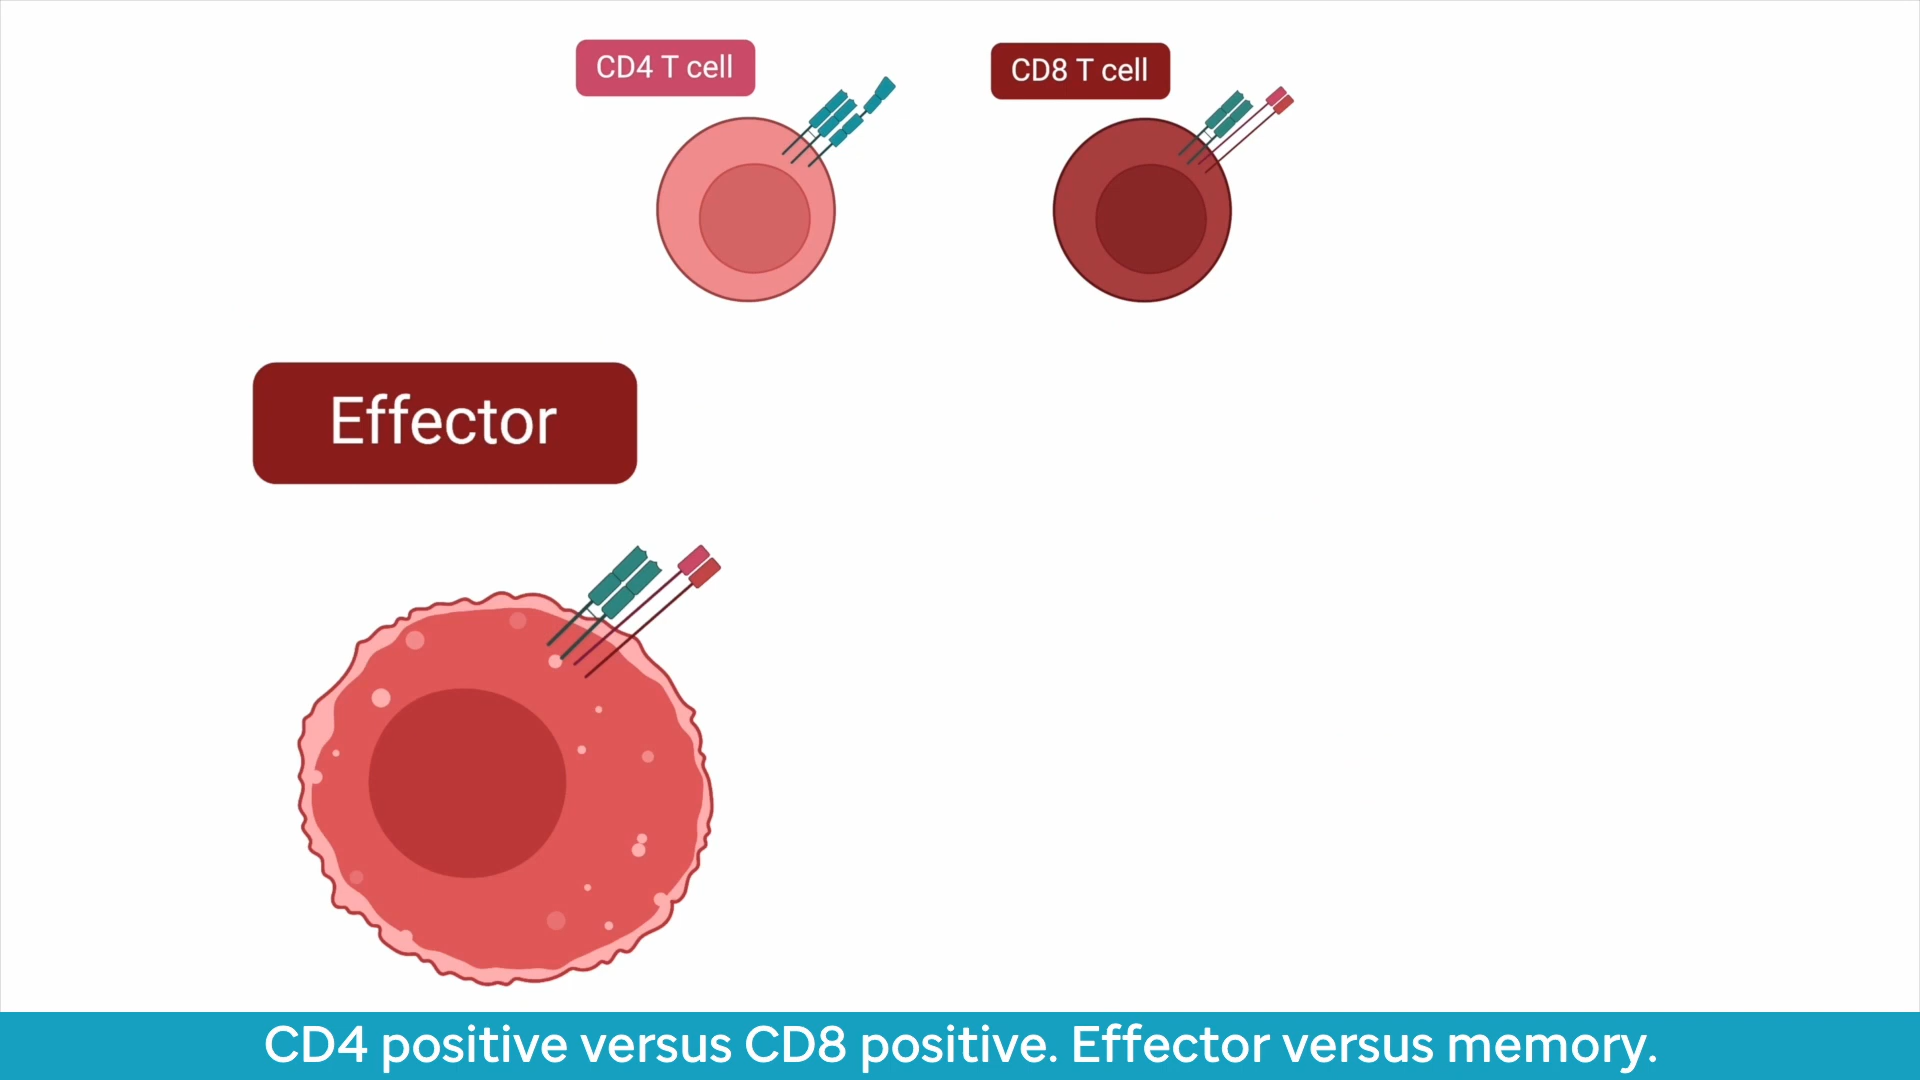 CD4 T cell
CD8 T cell
Effector
CD4 positive versus CD8 positive. Effector versus memory.